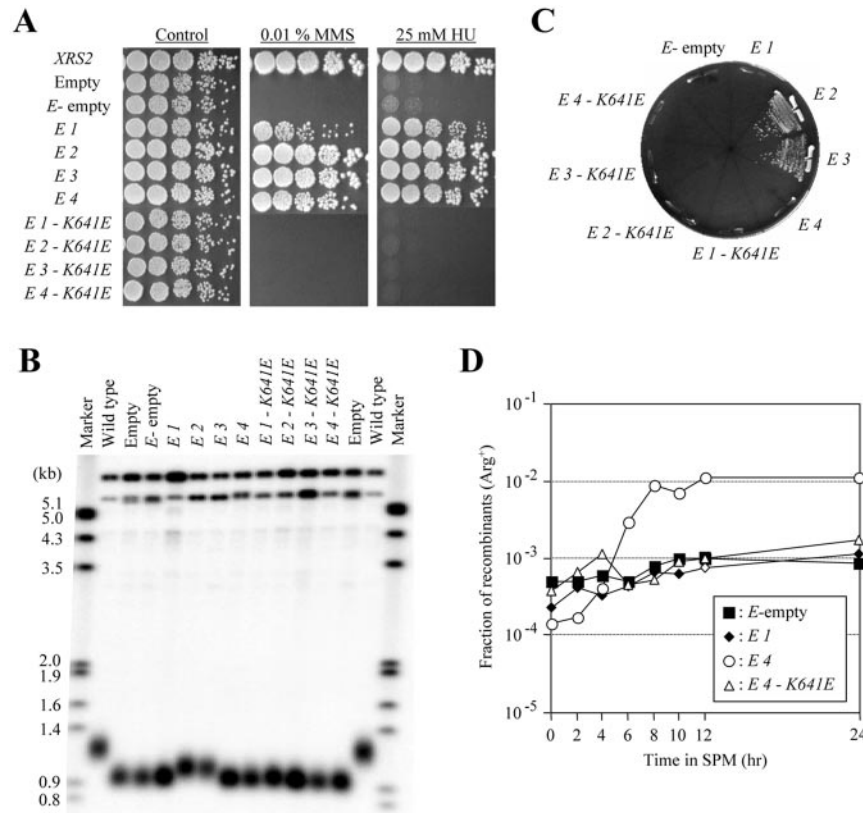 A
Control
0.01 % MMS
25 mM HU
XRS2
Empty
E- empty
E 1
E 2
E 3
E 4
E 1 - K641E
E 2 - K641E
E 3 - K641E
E 4 - K641E
C
E- empty
E 1
E 2
E 3
E 4
E 1 - K641E
E 2 - K641E
E 3 - K641E
E 4 - K641E
B
Marker
Wild type
Empty
E- empty
E 1
E 2
E 3
E 4
E 1 - K641E
E 2 - K641E
E 3 - K641E
E 4 - K641E
Empty
Wild type
Marker
(kb)
5.1
5.0
4.3
3.5
2.0
1.9
1.6
1.4
0.9
0.8
D
Fraction of recombinants (Arg⁺)
10⁻¹
10⁻²
10⁻³
10⁻⁴
10⁻⁵
■ : E-empty
◆ : E 1
○ : E 4
△ : E 4 - K641E
0 2 4 6 8 10 12 24
Time in SPM (hr)